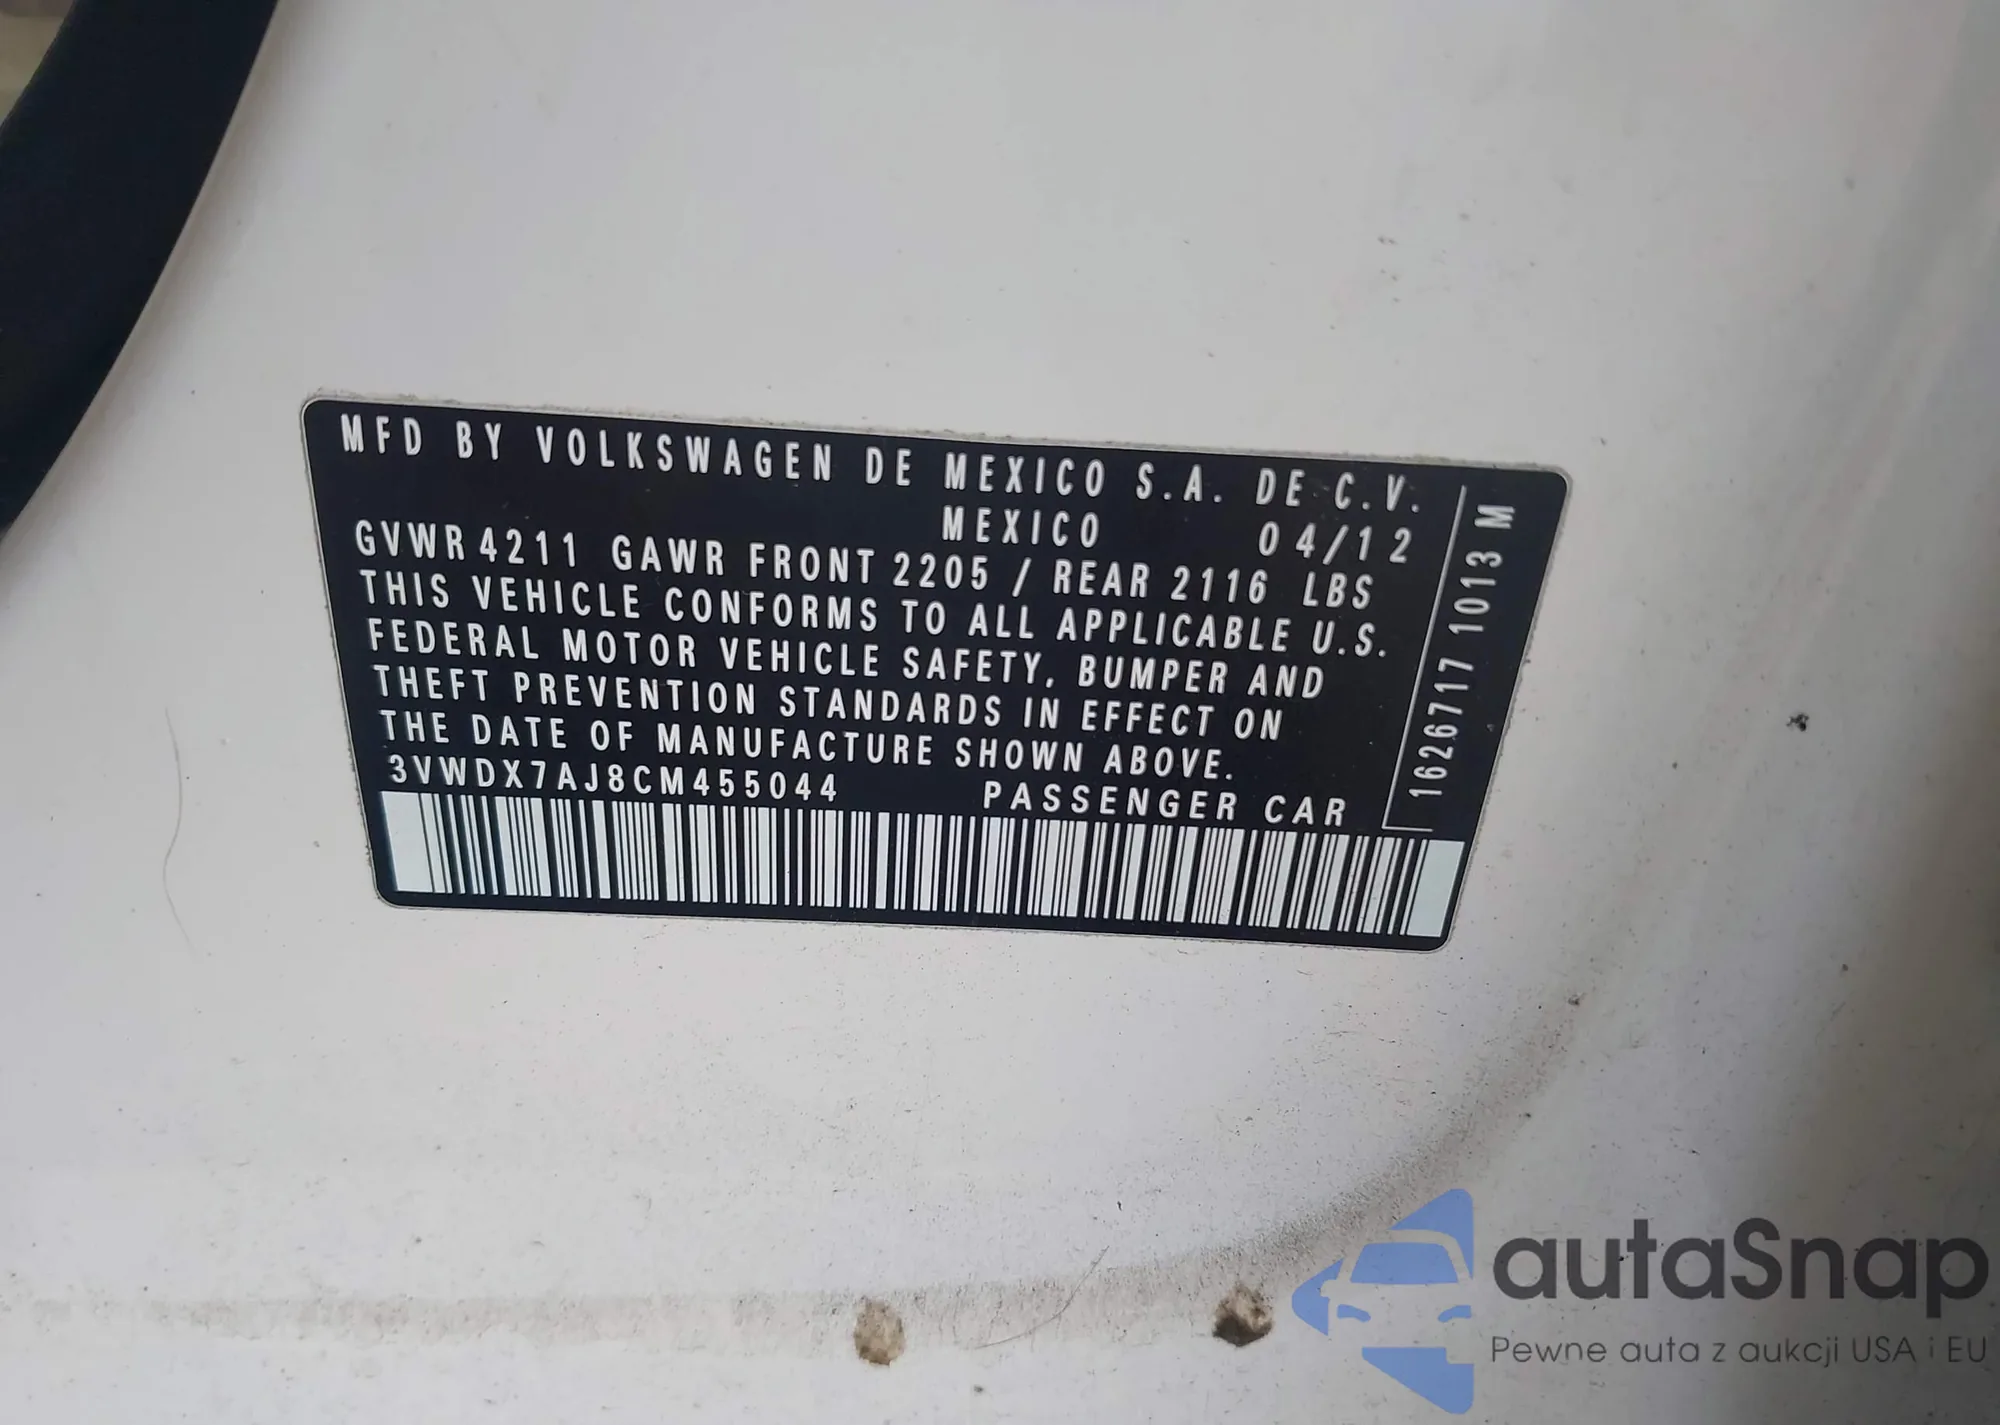 MFD BY VOLKSWAGEN DE MEXICO S.A. DE C.V.
MEXICO 04/12
GVWR 4211 GAWR FRONT 2205 / REAR 2116 LBS
THIS VEHICLE CONFORMS TO ALL APPLICABLE U.S.
FEDERAL MOTOR VEHICLE SAFETY, BUMPER AND
THEFT PREVENTION STANDARDS IN EFFECT ON
THE DATE OF MANUFACTURE SHOWN ABOVE.
3VWDX7AJ8CM455044 PASSENGER CAR
1626717 1013 M
autaSnap
Pewne auta z aukcji USA i EU